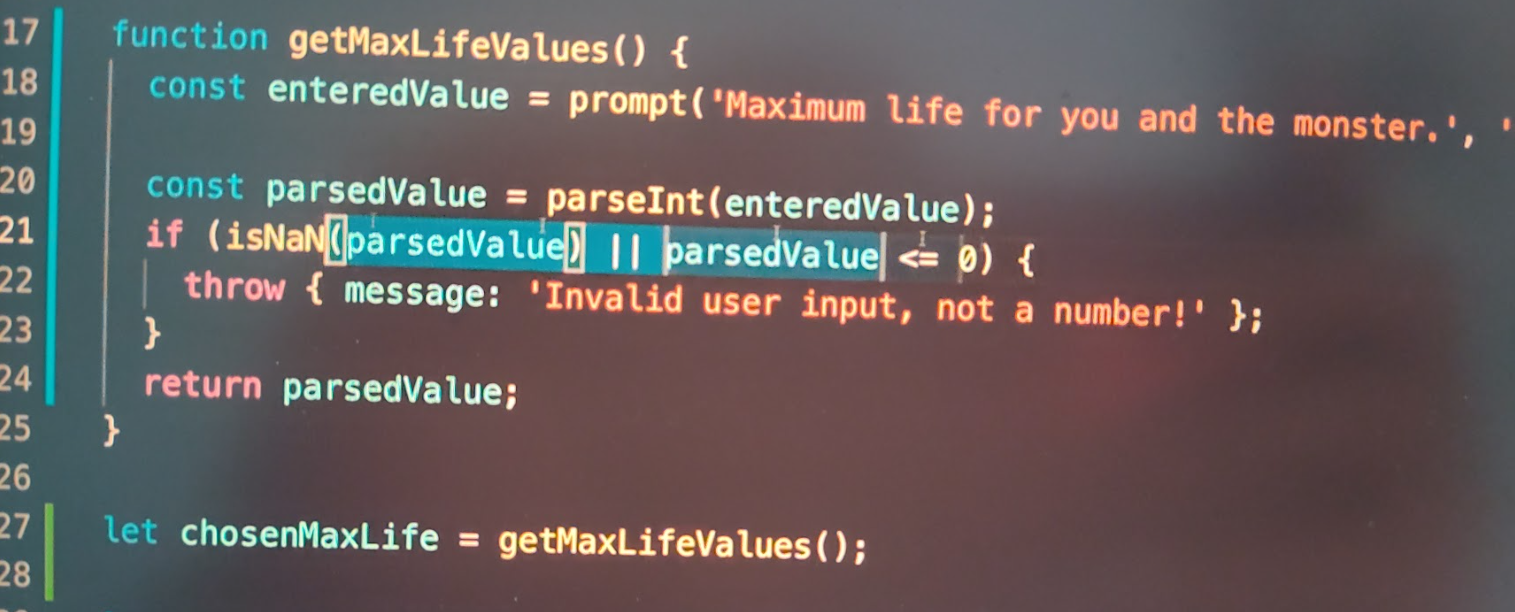 17 function getMaxLifeValues() {
18 const enteredValue = prompt('Maximum life for you and the monster.', '
19
20 const parsedValue = parseInt(enteredValue);
21 if (isNaN(parsedValue) || parsedValue <= 0) {
22 throw { message: 'Invalid user input, not a number!' };
23 }
24 return parsedValue;
25 }
26
27 let chosenMaxLife = getMaxLifeValues();
28